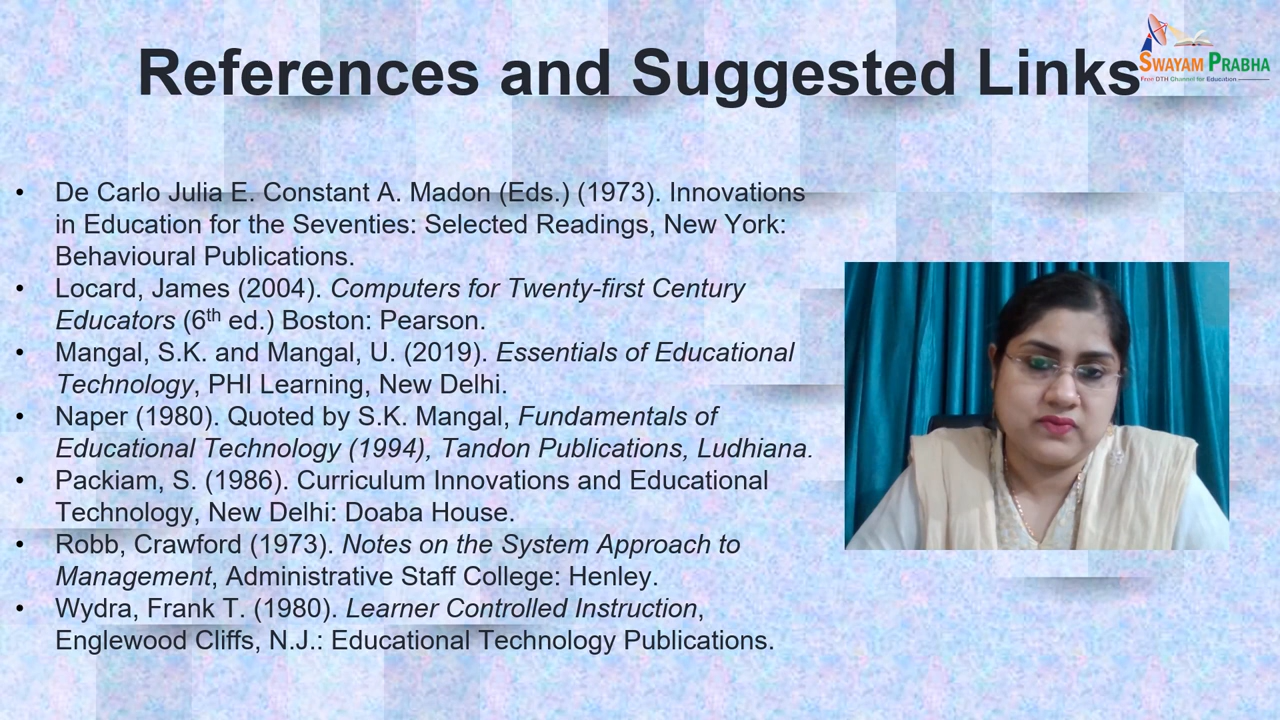 References and Suggested Links
SWAYAM PRABHA
Free DTH Channel for Education
• De Carlo Julia E. Constant A. Madon (Eds.) (1973). Innovations
in Education for the Seventies: Selected Readings, New York:
Behavioural Publications.
• Locard, James (2004). Computers for Twenty-first Century
Educators (6th ed.) Boston: Pearson.
• Mangal, S.K. and Mangal, U. (2019). Essentials of Educational
Technology, PHI Learning, New Delhi.
• Naper (1980). Quoted by S.K. Mangal, Fundamentals of
Educational Technology (1994), Tandon Publications, Ludhiana.
• Packiam, S. (1986). Curriculum Innovations and Educational
Technology, New Delhi: Doaba House.
• Robb, Crawford (1973). Notes on the System Approach to
Management, Administrative Staff College: Henley.
• Wydra, Frank T. (1980). Learner Controlled Instruction,
Englewood Cliffs, N.J.: Educational Technology Publications.